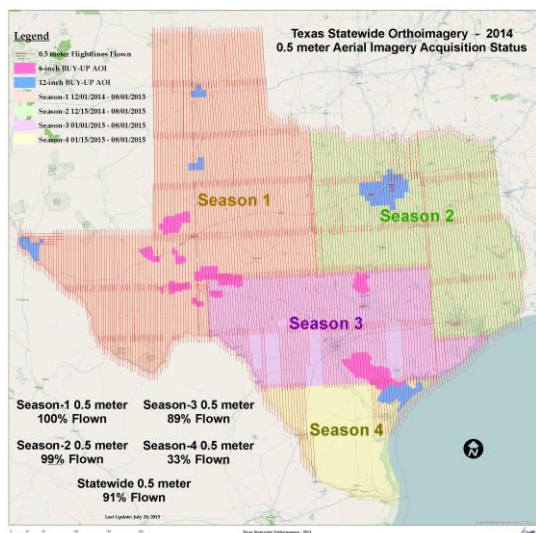 Texas Statewide Orthoimagery - 2014
0.5 meter Aerial Imagery Acquisition Status
Legend
0.5 meter Flightlines Flown
6-inch BUY-UP AOI
12-inch BUY-UP AOI
Season-1 12/01/2014 - 08/01/2015
Season-2 12/15/2014 - 08/01/2015
Season-3 01/01/2015 - 08/01/2015
Season-4 01/15/2015 - 08/01/2015
Season 1
Season 2
Season 3
Season 4
Season-1 0.5 meter
100% Flown
Season-3 0.5 meter
89% Flown
Season-2 0.5 meter
99% Flown
Season-4 0.5 meter
33% Flown
Statewide 0.5 meter
91% Flown
N
Last Update: July 20, 2015